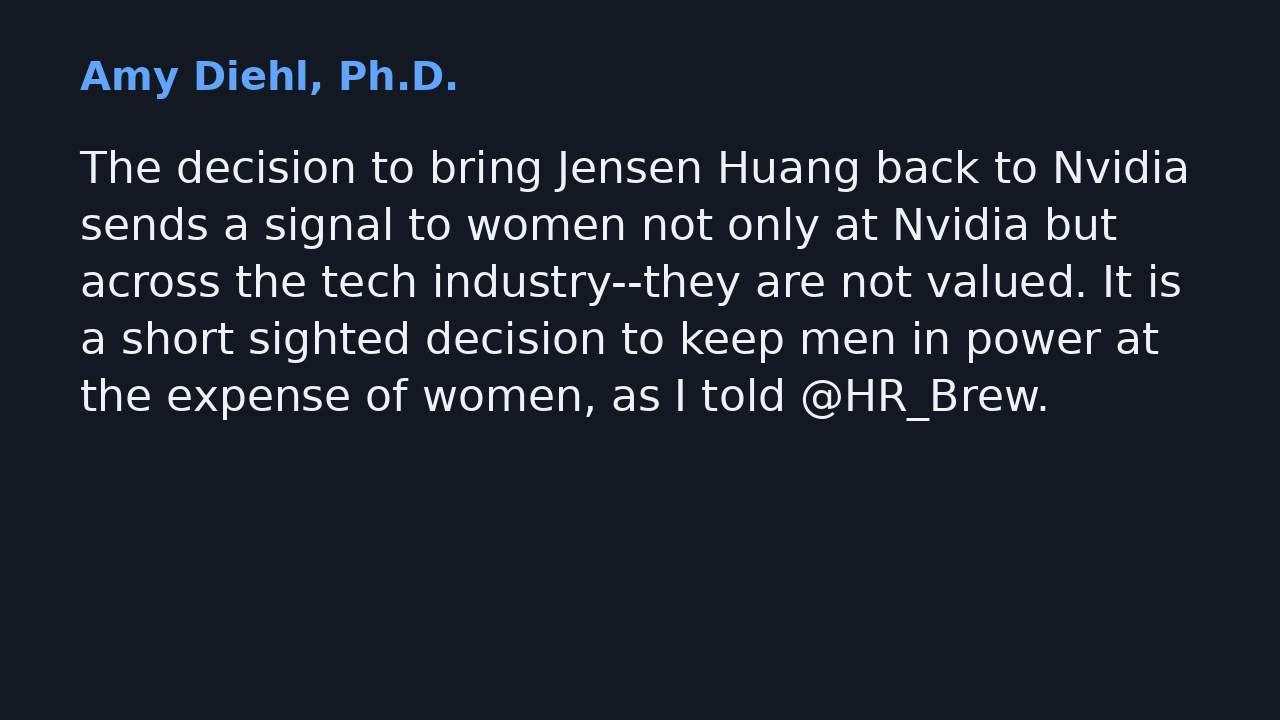 Amy Diehl, Ph.D.
The decision to bring Jensen Huang back to Nvidia
sends a signal to women not only at Nvidia but
across the tech industry--they are not valued. It is
a short sighted decision to keep men in power at
the expense of women, as I told @HR_Brew.